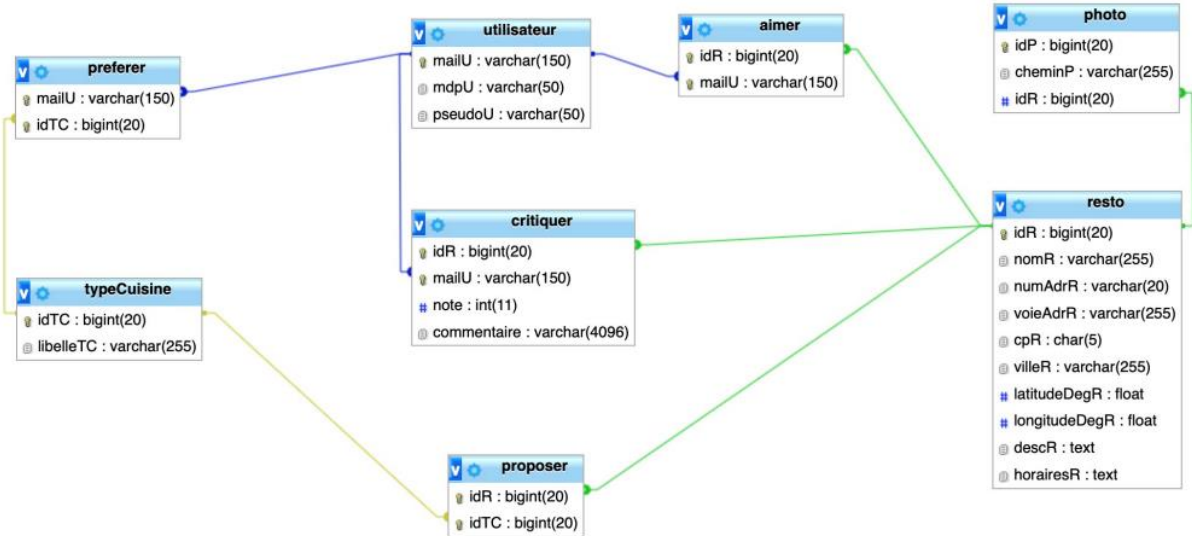 preferer
mailU : varchar(150)
idTC : bigint(20)
utilisateur
mailU : varchar(150)
mdpU : varchar(50)
pseudoU : varchar(50)
aimer
idR : bigint(20)
mailU : varchar(150)
photo
idP : bigint(20)
cheminP : varchar(255)
idR : bigint(20)
critiquer
idR : bigint(20)
mailU : varchar(150)
note : int(11)
commentaire : varchar(4096)
resto
idR : bigint(20)
nomR : varchar(255)
numAdrR : varchar(20)
voieAdrR : varchar(255)
cpR : char(5)
villeR : varchar(255)
latitudeDegR : float
longitudeDegR : float
descR : text
horairesR : text
typeCuisine
idTC : bigint(20)
libelleTC : varchar(255)
proposer
idR : bigint(20)
idTC : bigint(20)